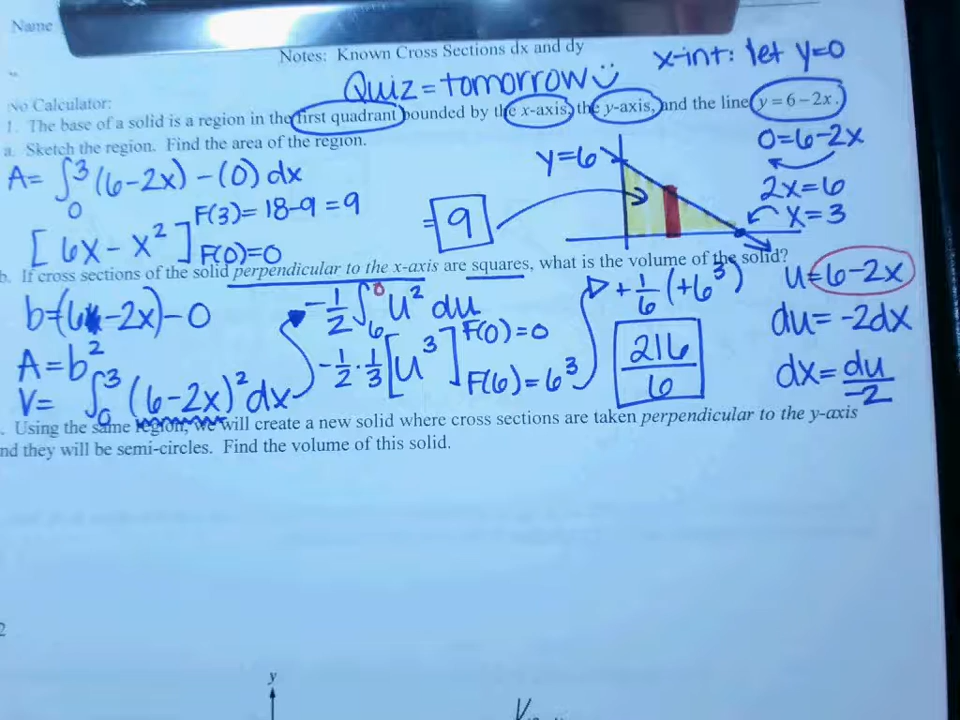 Name
Notes: Known Cross Sections dx and dy
x-int: let y=0
Quiz = tomorrow
No Calculator:
1. The base of a solid is a region in the first quadrant bounded by the x-axis, the y-axis, and the line y = 6 – 2x.
a. Sketch the region. Find the area of the region.
0=6-2x
2x=6
x=3
y=6
A= ∫₀³ (6-2x) - (0) dx
[6x - x²] F(3)= 18-9 = 9
F(0)=0
= 9
b. If cross sections of the solid perpendicular to the x-axis are squares, what is the volume of the solid?
b=(6-2x)-0
A=b²
V= ∫₀³ (6-2x)² dx
-1/2 ∫₆⁰ u² du
-1/2 · 1/3 [u³] F(0)=0
F(6)=6³
+1/6 (+6³)
216/6
u=6-2x
du=-2dx
dx=du/-2
. Using the same region, we will create a new solid where cross sections are taken perpendicular to the y-axis
nd they will be semi-circles. Find the volume of this solid.
2
y